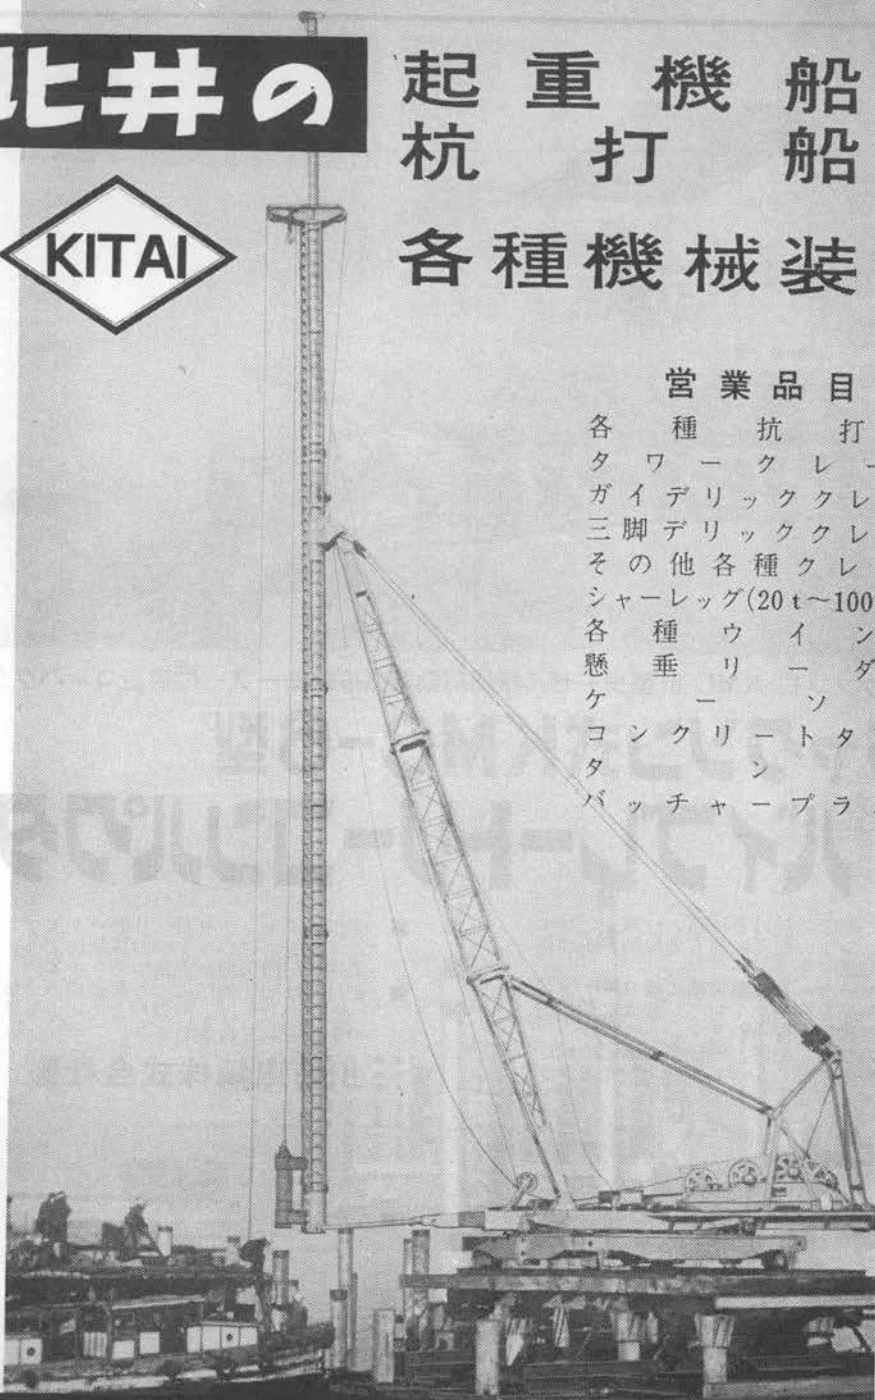 北井の
起重機船
杭打船
KITAI
各種機械装
営業品目
各種抗打
タワークレー
ガイデリッククレ
三脚デリッククレ
その他各種クレ
シャーレッグ(20t~100
各種ウイン
懸垂リーダ
ケーソ
コンクリートタ
タン
バッチャープラ